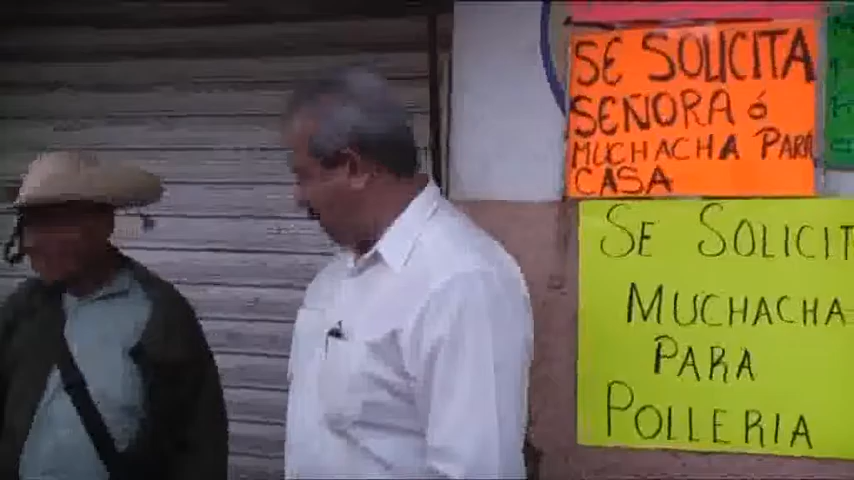 SE SOLICITA
SEÑORA ó
MUCHACHA PARA
CASA
SE SOLICIT
MUCHACHA
PARA
POLLERIA